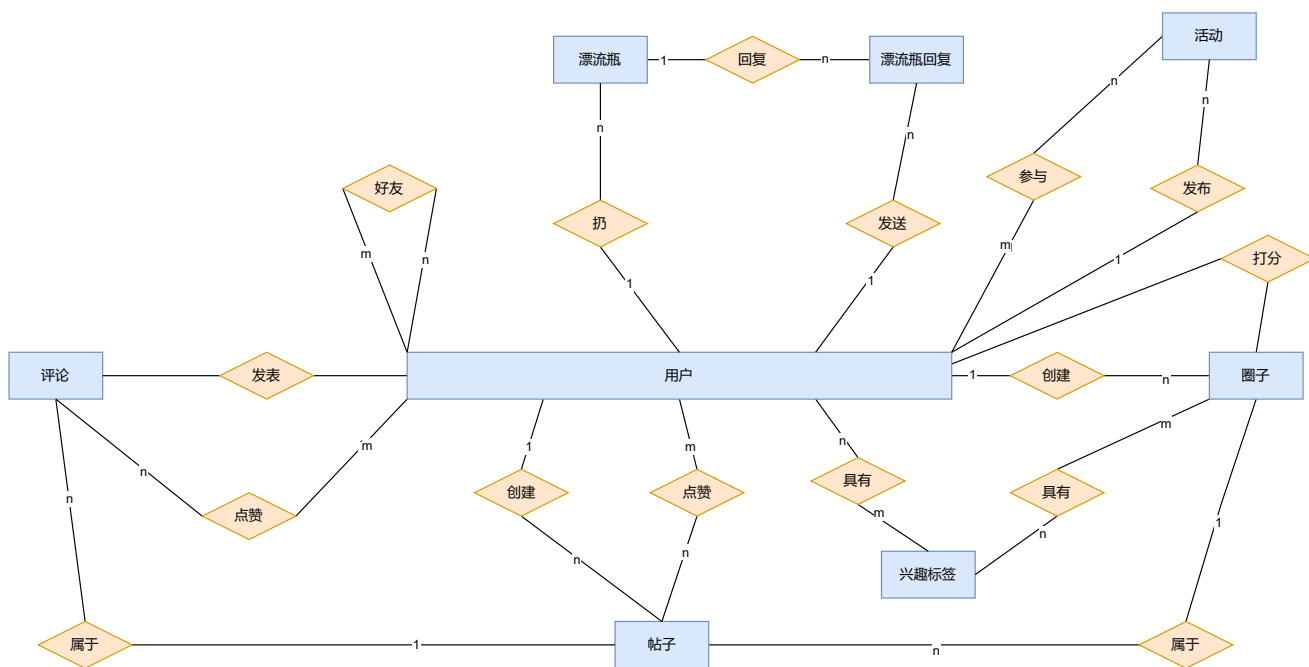 活动
漂流瓶
1
回复
n
漂流瓶回复
n
n
n
n
参与
好友
发布
扔
发送
m
n
m
1
打分
1
1
评论
发表
用户
1
创建
n
圈子
m
1
m
n
m
n
n
具有
创建
点赞
具有
n
点赞
m
1
n
n
n
兴趣标签
属于
1
帖子
n
属于